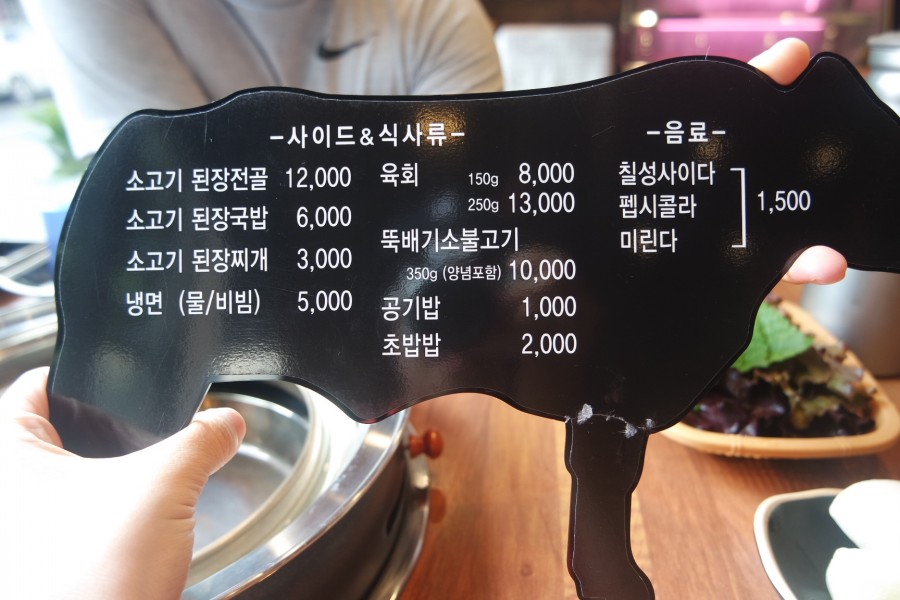 -사이드&식사류-
소고기 된장전골 12,000
소고기 된장국밥 6,000
소고기 된장찌개 3,000
냉면 (물/비빔) 5,000
육회 150g 8,000
250g 13,000
뚝배기소불고기
350g (양념포함) 10,000
공기밥 1,000
초밥밥 2,000
-음료-
칠성사이다
펩시콜라
미린다
1,500